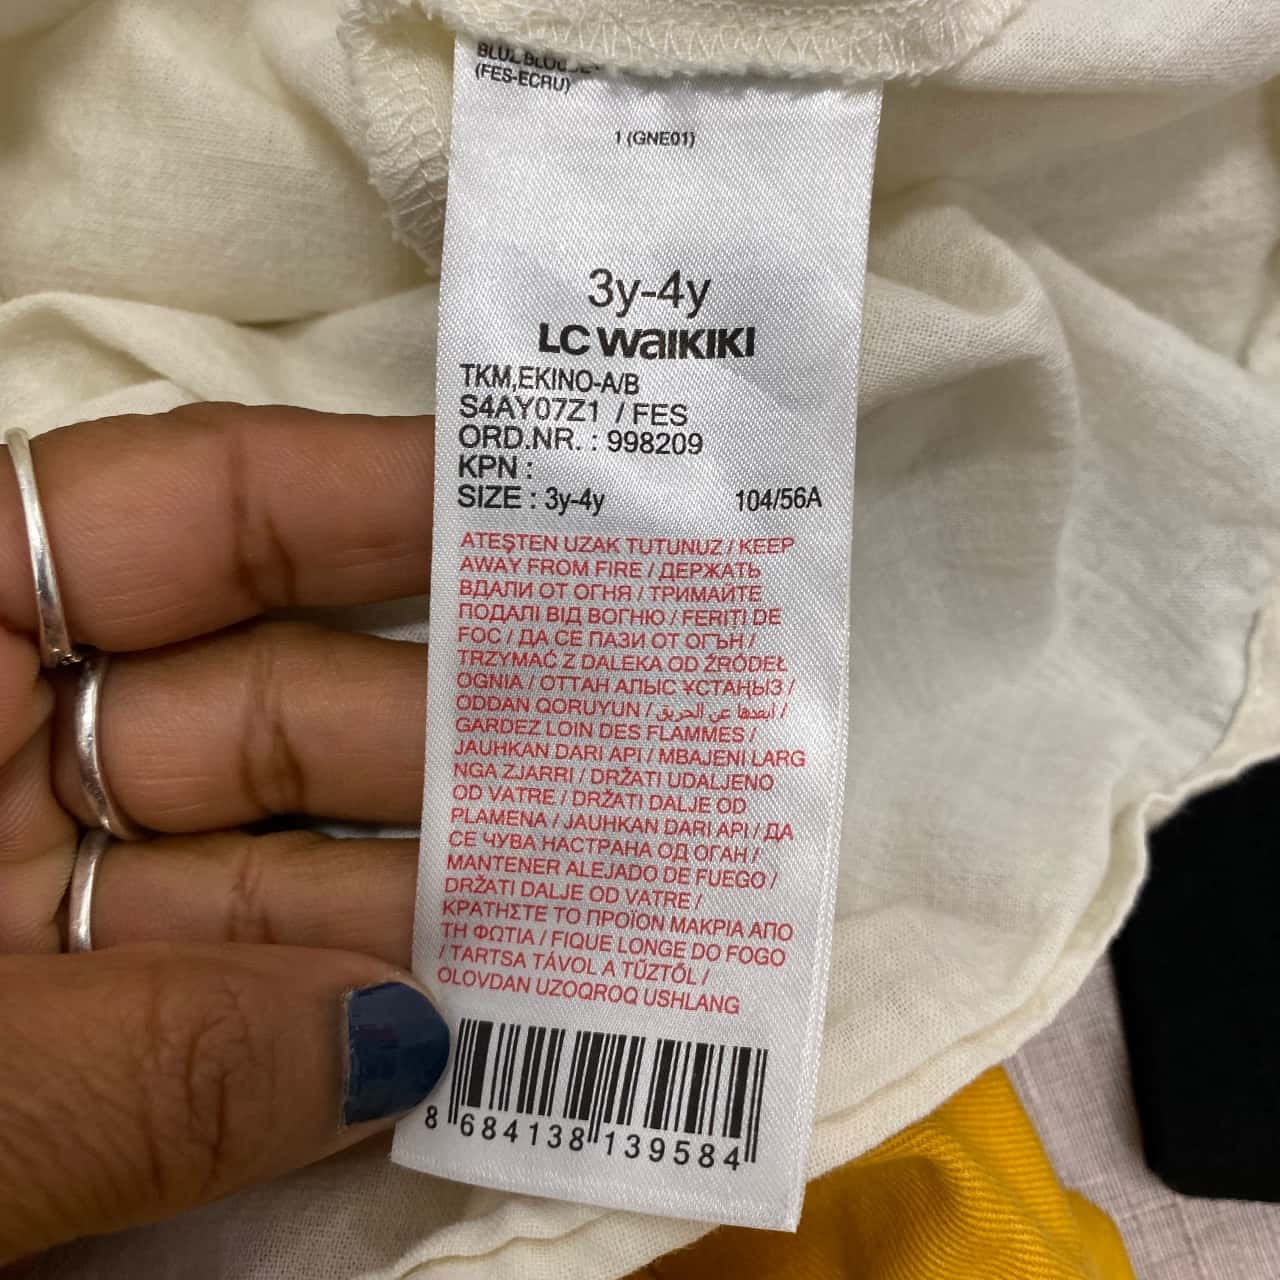 (FES-ECRU)
1 (GNE01)
3y-4y
LC WAIKIKI
TKM,EKINO-A/B
S4AY07Z1 / FES
ORD.NR. : 998209
KPN :
SIZE : 3y-4y 104/56A
ATEŞTEN UZAK TUTUNUZ / KEEP
AWAY FROM FIRE / ДЕРЖАТЬ
ВДАЛИ ОТ ОГНЯ / ТРИМАЙТЕ
ПОДАЛІ ВІД ВОГНЮ / FERIȚI DE
FOC / ДА СЕ ПАЗИ ОТ ОГЪН /
TRZYMAĆ Z DALEKA OD ŹRÓDEŁ
OGNIA / ОТТАН АЛЫС ҰСТАҢЫЗ /
ODDAN QORUYUN / ابعدها عن الحريق /
GARDEZ LOIN DES FLAMMES /
JAUHKAN DARI API / MBAJENI LARG
NGA ZJARRI / DRŽATI UDALJENO
OD VATRE / DRŽATI DALJE OD
PLAMENA / JAUHKAN DARI API / ДА
СЕ ЧУВА НАСТРАНА ОД ОГАН /
MANTENER ALEJADO DE FUEGO /
DRŽATI DALJE OD VATRE /
ΚΡΑΤΗΣΤΕ ΤΟ ΠΡΟΪΟΝ ΜΑΚΡΙΑ ΑΠΟ
ΤΗ ΦΩΤΙΑ / FIQUE LONGE DO FOGO
/ TARTSA TÁVOL A TŰZTŐL /
OLOVDAN UZOQROQ USHLANG
8 684138 139584